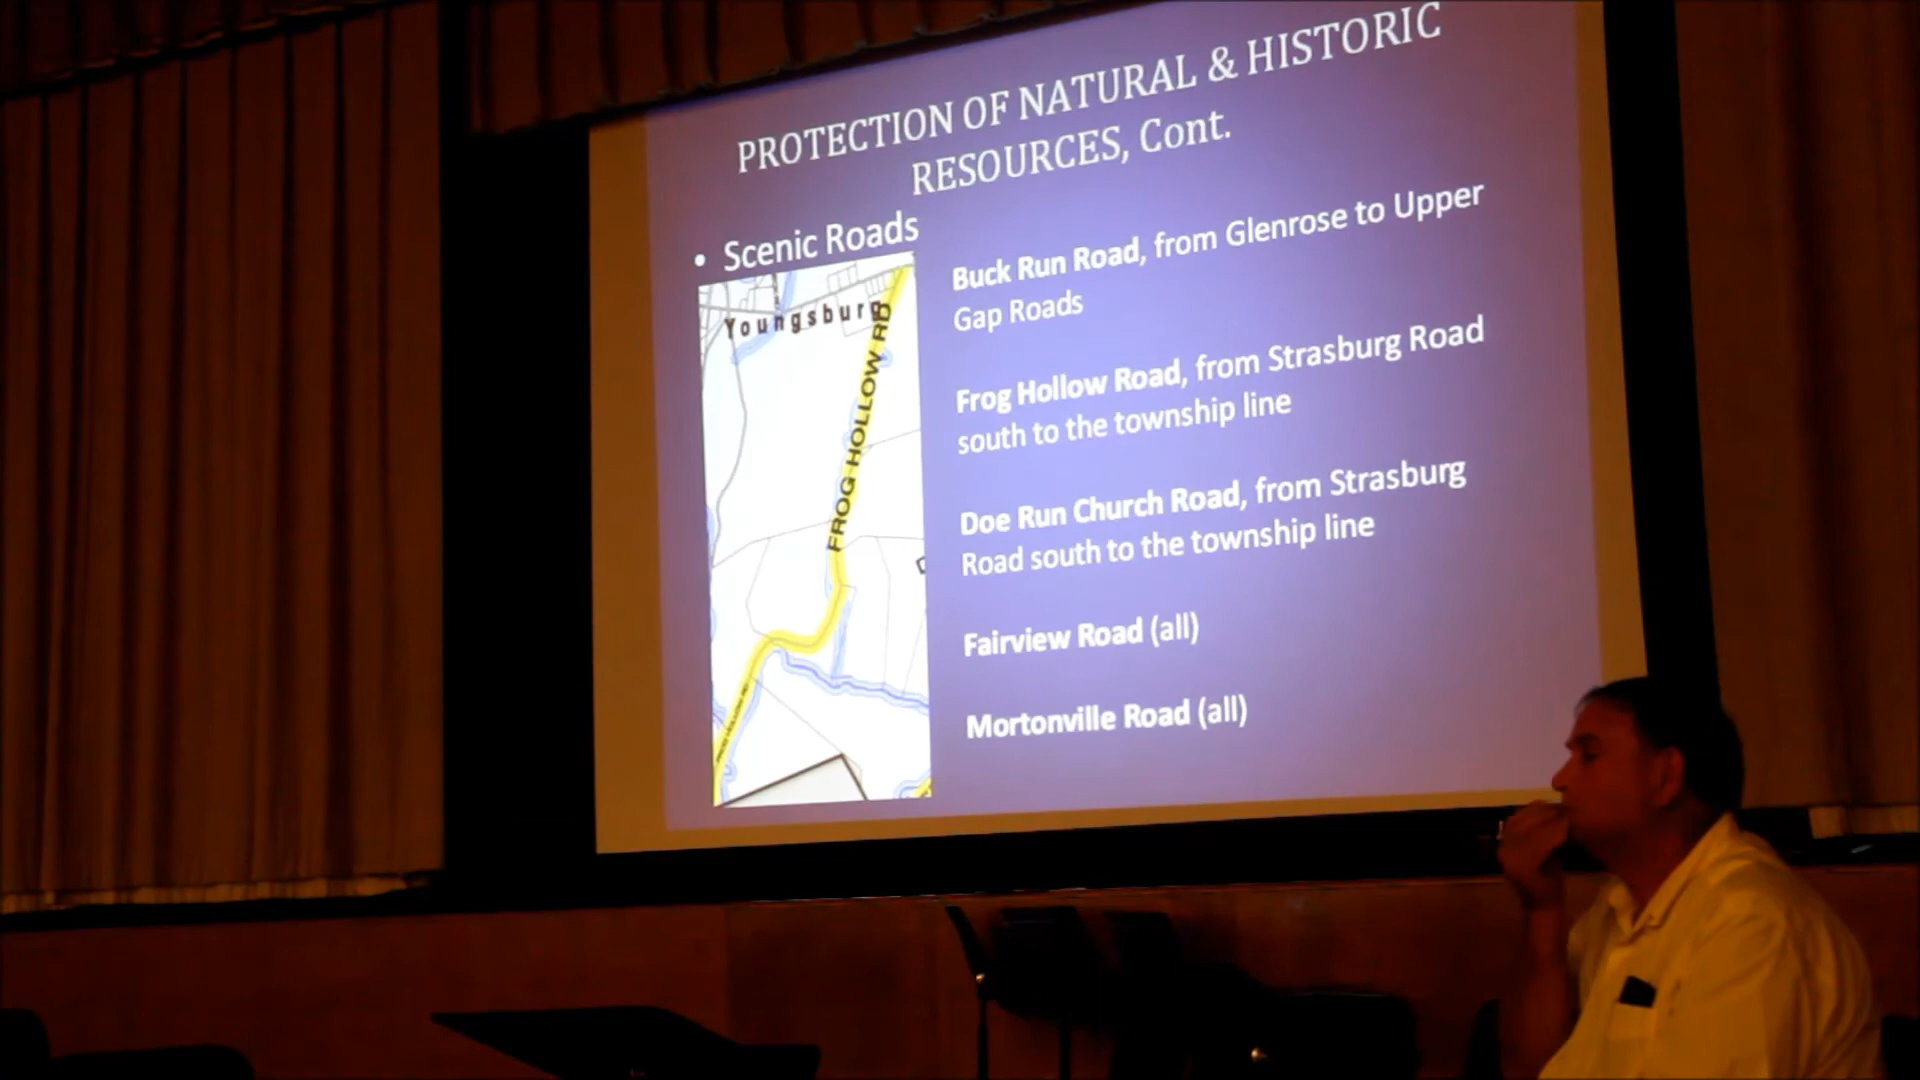 PROTECTION OF NATURAL & HISTORIC
RESOURCES, Cont.
• Scenic Roads
Youngsburg
FROG HOLLOW RD
Buck Run Road, from Glenrose to Upper
Gap Roads
Frog Hollow Road, from Strasburg Road
south to the township line
Doe Run Church Road, from Strasburg
Road south to the township line
Fairview Road (all)
Mortonville Road (all)